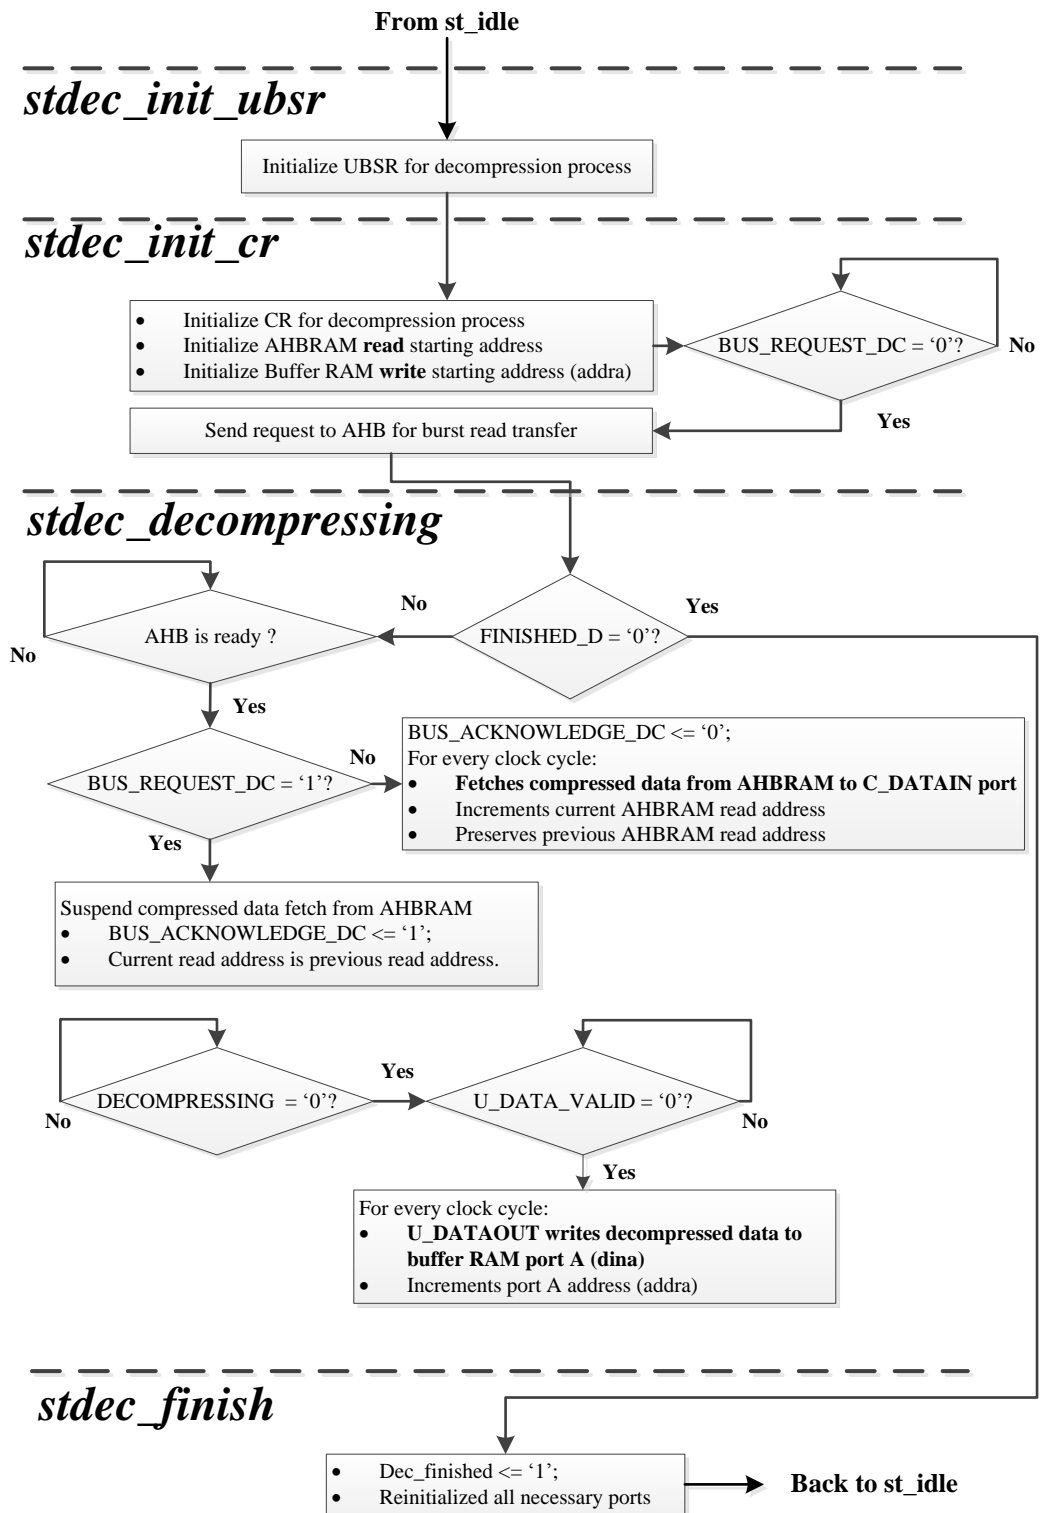 From st_idle
stdec_init_ubsr
Initialize UBSR for decompression process
stdec_init_cr
• Initialize CR for decompression process
• Initialize AHBRAM read starting address
• Initialize Buffer RAM write starting address (addra)
BUS_REQUEST_DC = ‘0’?
No
Yes
Send request to AHB for burst read transfer
stdec_decompressing
FINISHED_D = ‘0’?
No
Yes
AHB is ready ?
No
Yes
BUS_REQUEST_DC = ‘1’?
No
Yes
BUS_ACKNOWLEDGE_DC <= ‘0’;
For every clock cycle:
• Fetches compressed data from AHBRAM to C_DATAIN port
• Increments current AHBRAM read address
• Preserves previous AHBRAM read address
Suspend compressed data fetch from AHBRAM
• BUS_ACKNOWLEDGE_DC <= ‘1’;
• Current read address is previous read address.
DECOMPRESSING = ‘0’?
No
Yes
U_DATA_VALID = ‘0’?
No
Yes
For every clock cycle:
• U_DATAOUT writes decompressed data to
buffer RAM port A (dina)
• Increments port A address (addra)
stdec_finish
• Dec_finished <= ‘1’;
• Reinitialized all necessary ports
Back to st_idle